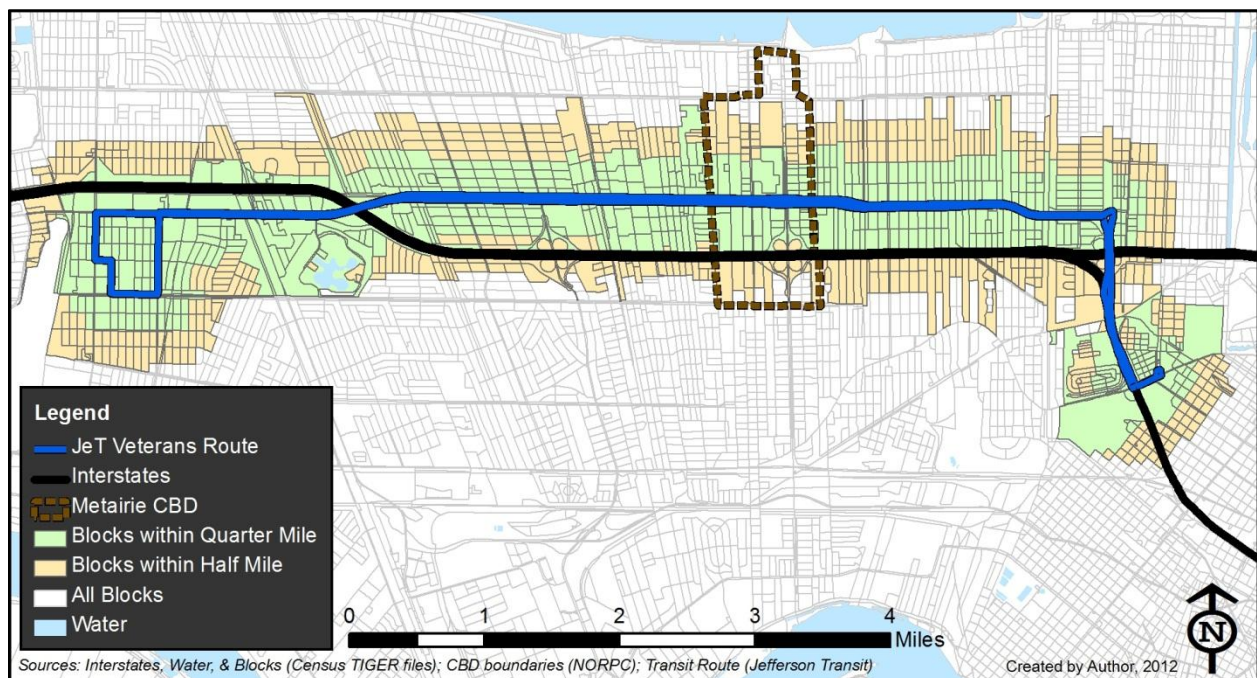 Legend
JeT Veterans Route
Interstates
Metairie CBD
Blocks within Quarter Mile
Blocks within Half Mile
All Blocks
Water
0 1 2 3 4
Miles
N
Sources: Interstates, Water, & Blocks (Census TIGER files); CBD boundaries (NORPC); Transit Route (Jefferson Transit)
Created by Author, 2012